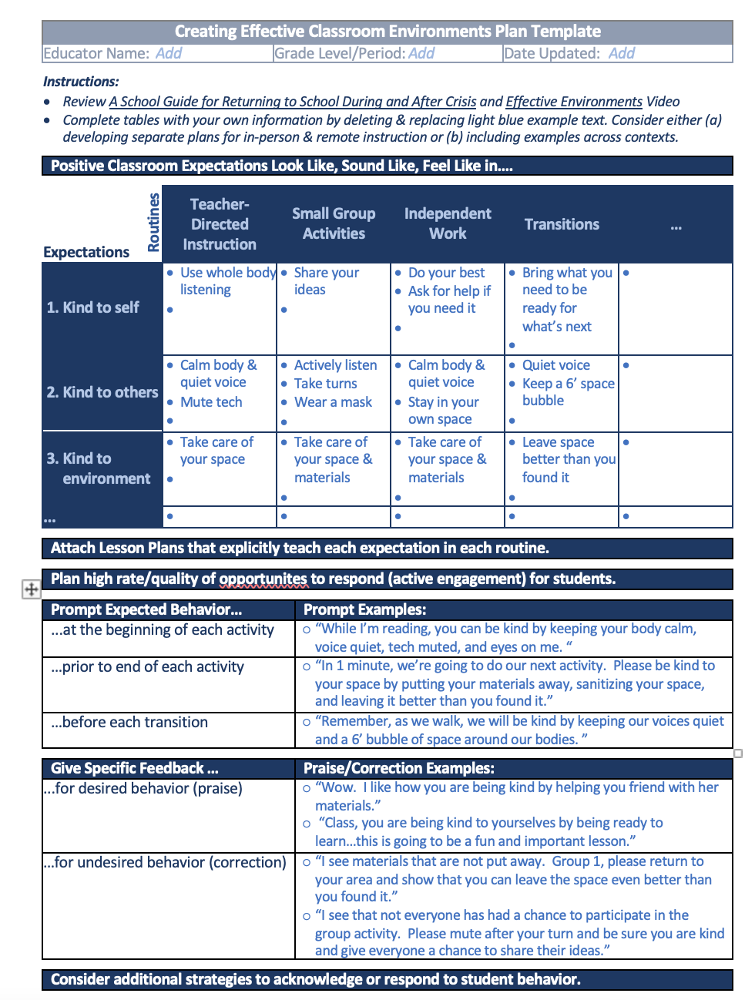 Creating Effective Classroom Environments Plan Template
Educator Name: Add Grade Level/Period: Add Date Updated: Add
Instructions:
• Review A School Guide for Returning to School During and After Crisis and Effective Environments Video
• Complete tables with your own information by deleting & replacing light blue example text. Consider either (a)
developing separate plans for in-person & remote instruction or (b) including examples across contexts.
Positive Classroom Expectations Look Like, Sound Like, Feel Like in....
Expectations
Routines
Teacher-
Directed
Instruction
Small Group
Activities
Independent
Work
Transitions
...
1. Kind to self
• Use whole body
listening
•
• Share your
ideas
•
• Do your best
• Ask for help if
you need it
•
• Bring what you
need to be
ready for
what's next
•
•
2. Kind to others
• Calm body &
quiet voice
• Mute tech
•
• Actively listen
• Take turns
• Wear a mask
•
• Calm body &
quiet voice
• Stay in your
own space
• Quiet voice
• Keep a 6’ space
bubble
•
•
3. Kind to
environment
• Take care of
your space
•
• Take care of
your space &
materials
•
• Take care of
your space &
materials
•
• Leave space
better than you
found it
•
•
...
•
•
•
•
•
Attach Lesson Plans that explicitly teach each expectation in each routine.
Plan high rate/quality of opportunites to respond (active engagement) for students.
Prompt Expected Behavior... Prompt Examples:
...at the beginning of each activity
○ “While I’m reading, you can be kind by keeping your body calm,
voice quiet, tech muted, and eyes on me. “
...prior to end of each activity
○ “In 1 minute, we’re going to do our next activity. Please be kind to
your space by putting your materials away, sanitizing your space,
and leaving it better than you found it.”
...before each transition
○ “Remember, as we walk, we will be kind by keeping our voices quiet
and a 6’ bubble of space around our bodies. ”
Give Specific Feedback ... Praise/Correction Examples:
...for desired behavior (praise)
○ “Wow. I like how you are being kind by helping you friend with her
materials.”
○ “Class, you are being kind to yourselves by being ready to
learn...this is going to be a fun and important lesson.”
...for undesired behavior (correction)
○ “I see materials that are not put away. Group 1, please return to
your area and show that you can leave the space even better than
you found it.”
○ “I see that not everyone has had a chance to participate in the
group activity. Please mute after your turn and be sure you are kind
and give everyone a chance to share their ideas.”
Consider additional strategies to acknowledge or respond to student behavior.